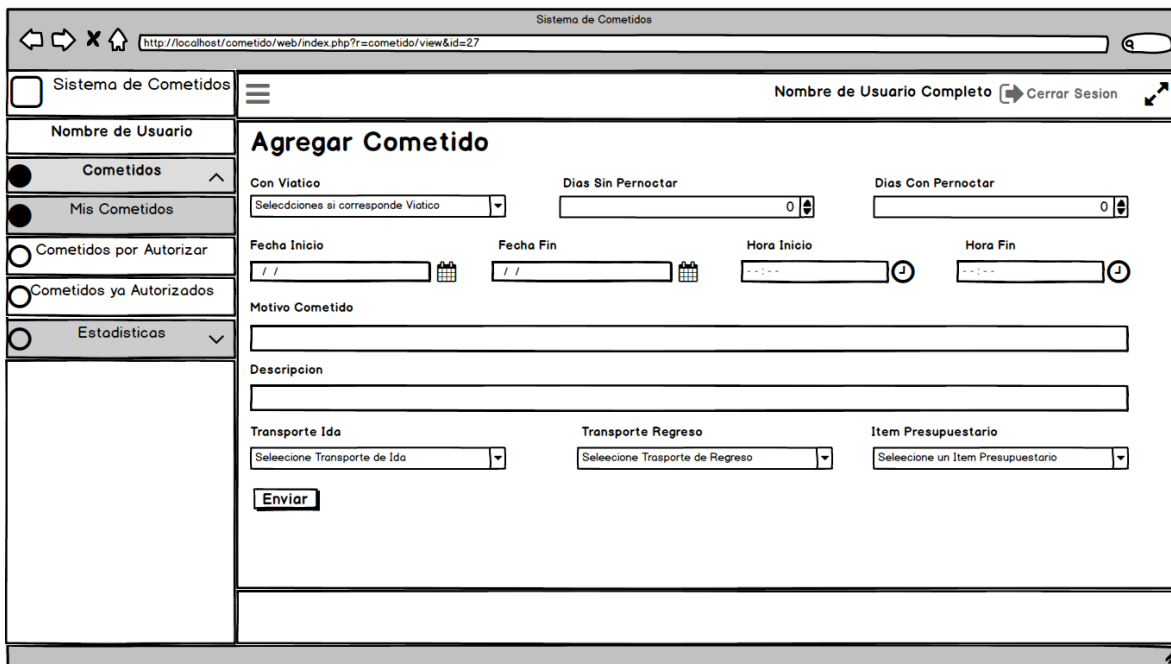 Sistema de Cometidos
http://localhost/cometido/web/index.php?r=cometido/view&id=27
Sistema de Cometidos
Nombre de Usuario Completo Cerrar Sesion
Nombre de Usuario
Cometidos
Mis Cometidos
Cometidos por Autorizar
Cometidos ya Autorizados
Estadisticas
Agregar Cometido
Con Viatico Dias Sin Pernoctar Dias Con Pernoctar
Selecdciones si corresponde Viatico 0 0
Fecha Inicio Fecha Fin Hora Inicio Hora Fin
/ / / / --:-- --:--
Motivo Cometido
Descripcion
Transporte Ida Transporte Regreso Item Presupuestario
Seleecione Transporte de Ida Seleecione Trasporte de Regreso Seleecione un Item Presupuestario
Enviar